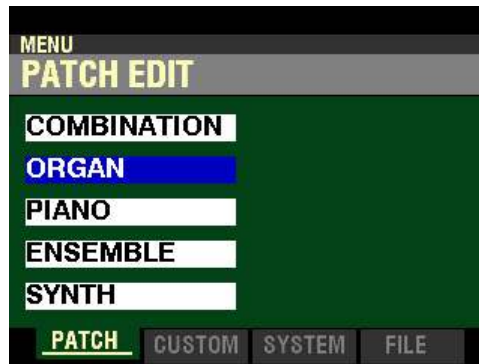 MENU
PATCH EDIT
COMBINATION
ORGAN
PIANO
ENSEMBLE
SYNTH
PATCH CUSTOM SYSTEM FILE